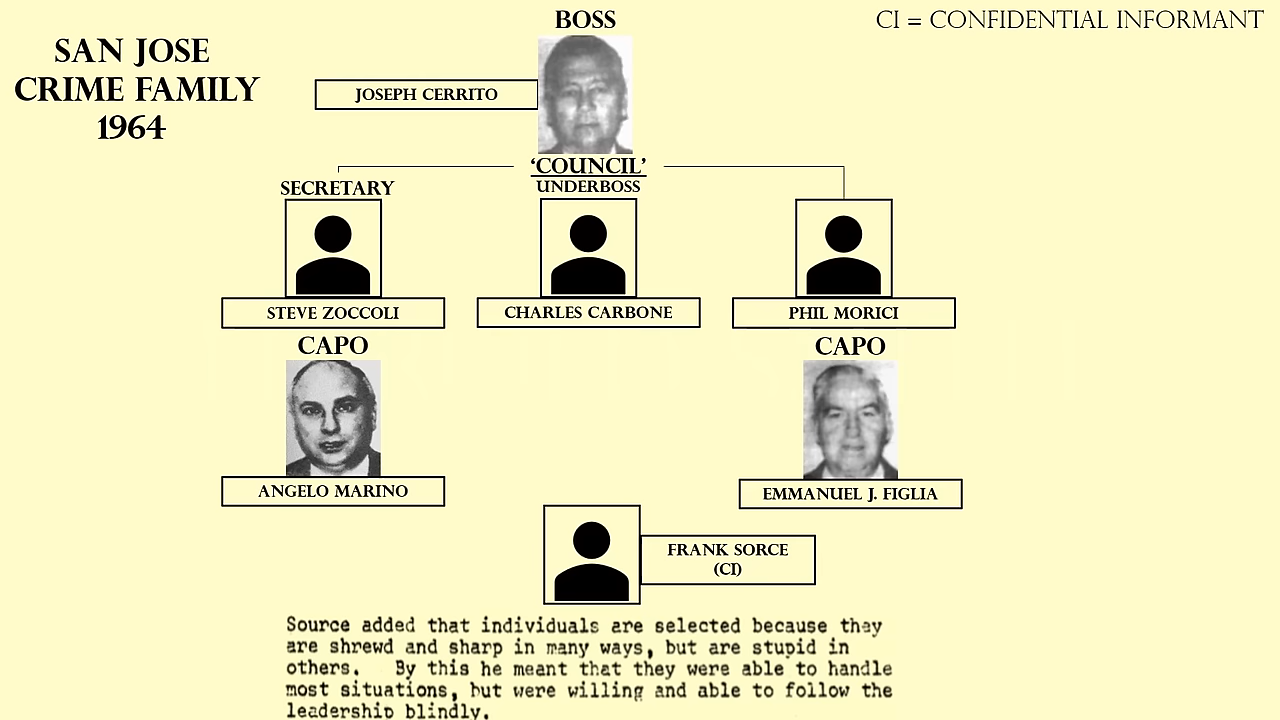 BOSS
CI = CONFIDENTIAL INFORMANT
SAN JOSE
CRIME FAMILY
1964
JOSEPH CERRITO
'COUNCIL'
SECRETARY
UNDERBOSS
STEVE ZOCCOLI
CHARLES CARBONE
PHIL MORICI
CAPO
CAPO
ANGELO MARINO
EMMANUEL J. FIGLIA
FRANK SORCE
(CI)
Source added that individuals are selected because they
are shrewd and sharp in many ways, but are stupid in
others. By this he meant that they were able to handle
most situations, but were willing and able to follow the
leadership blindly.